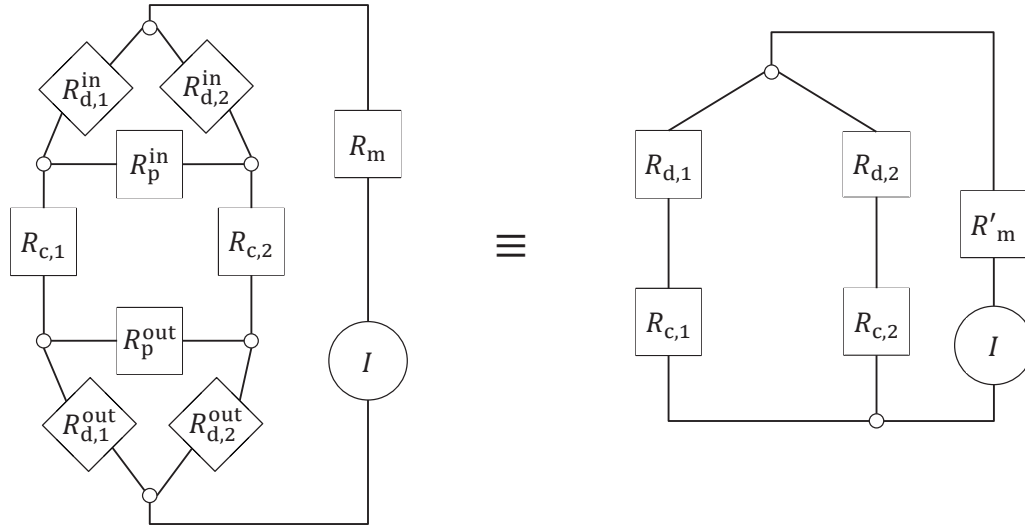 R_{d,1}^{in}
R_{d,2}^{in}
R_p^{in}
R_m
R_{c,1}
R_{c,2}
R_p^{out}
I
R_{d,1}^{out}
R_{d,2}^{out}
≡
R_{d,1}
R_{d,2}
R'_m
R_{c,1}
R_{c,2}
I